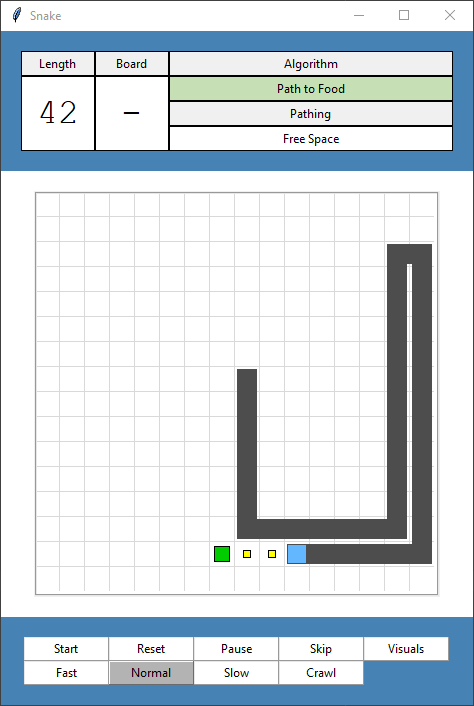 Snake
Length Board Algorithm
Path to Food
42 - Pathing
Free Space
Start Reset Pause Skip Visuals
Fast Normal Slow Crawl